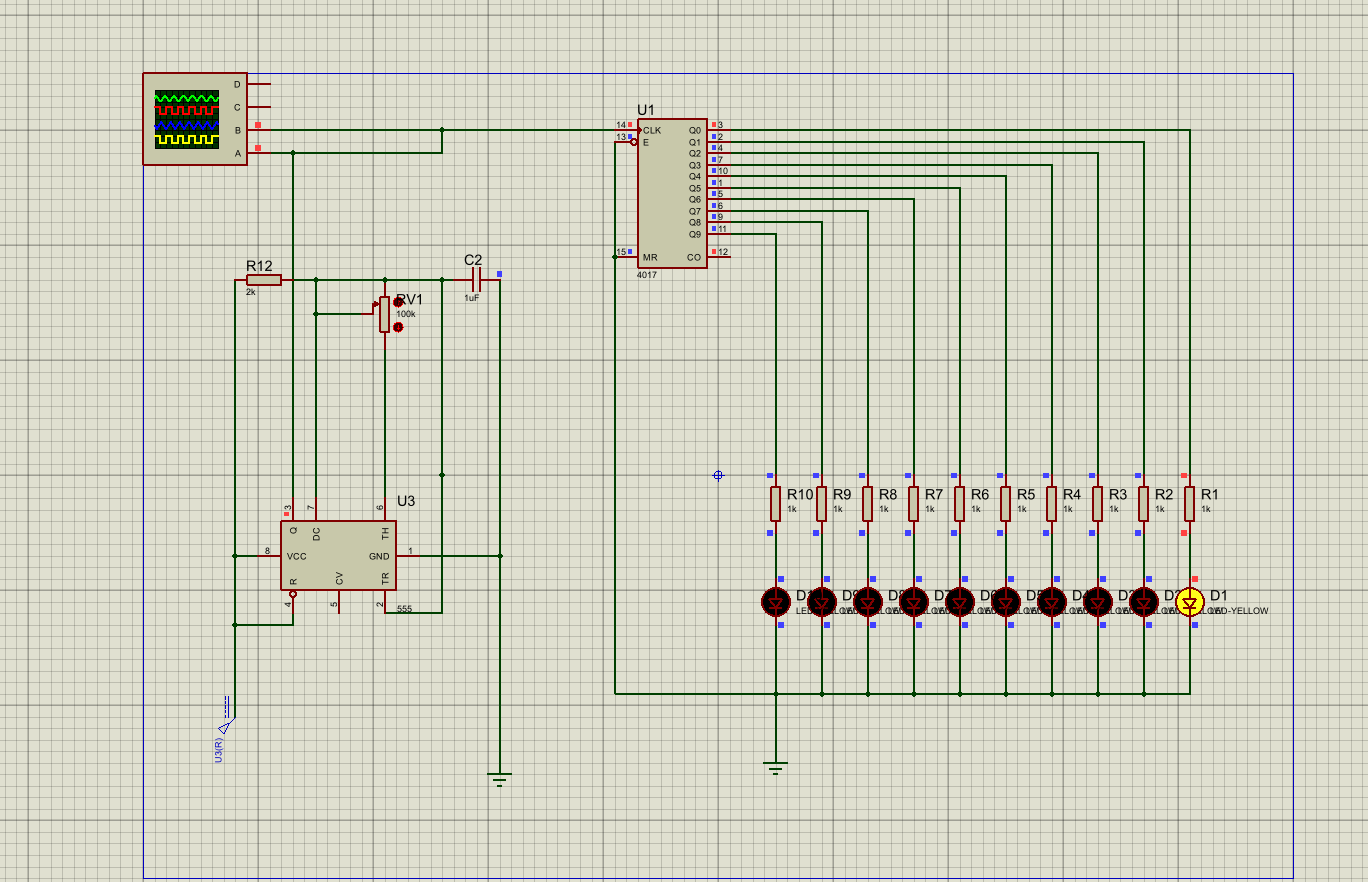 D
C
B
A
U1
14
13
15
CLK
E
MR
Q0
Q1
Q2
Q3
Q4
Q5
Q6
Q7
Q8
Q9
CO
3
2
4
7
10
1
5
6
9
11
12
4017
R12
2k
C2
1uF
RV1
100k
U3
3
7
6
Q
DC
TH
8
VCC
GND
1
R
CV
TR
4
5
2
555
U3(R)
R10
1k
R9
1k
R8
1k
R7
1k
R6
1k
R5
1k
R4
1k
R3
1k
R2
1k
R1
1k
D1
LED-YELLOW